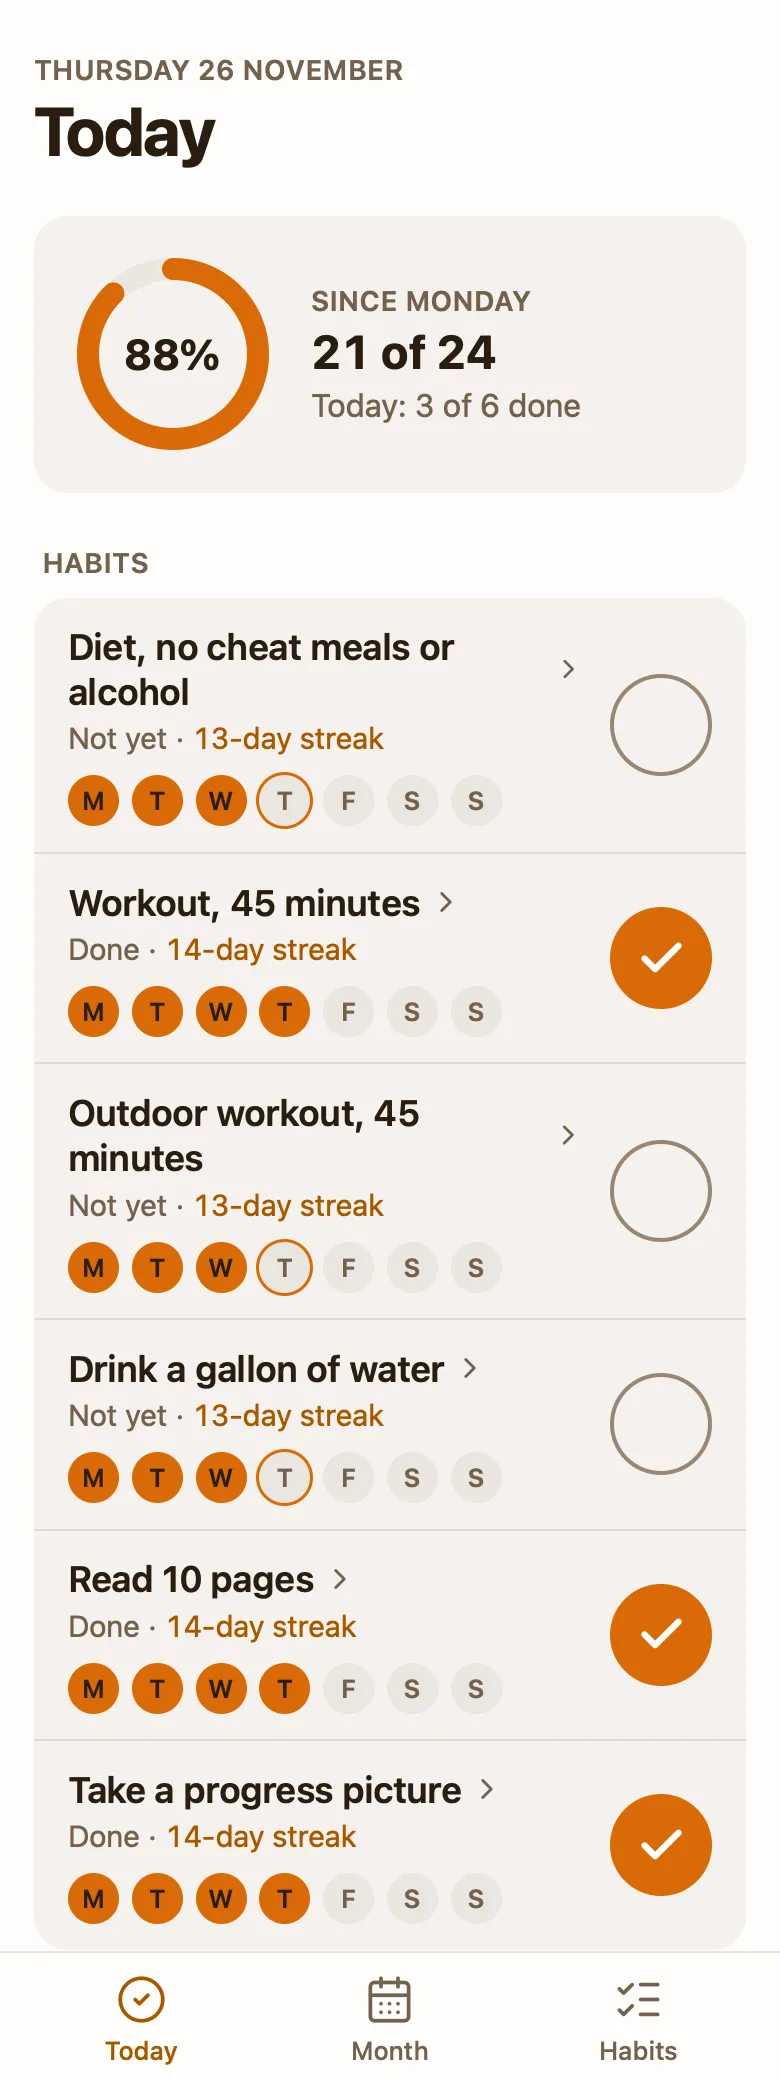 THURSDAY 26 NOVEMBER
Today
88%
SINCE MONDAY
21 of 24
Today: 3 of 6 done
HABITS
Diet, no cheat meals or
alcohol
Not yet · 13-day streak
M T W T F S S
Workout, 45 minutes
Done · 14-day streak
M T W T F S S
Outdoor workout, 45
minutes
Not yet · 13-day streak
M T W T F S S
Drink a gallon of water
Not yet · 13-day streak
M T W T F S S
Read 10 pages
Done · 14-day streak
M T W T F S S
Take a progress picture
Done · 14-day streak
M T W T F S S
Today Month Habits